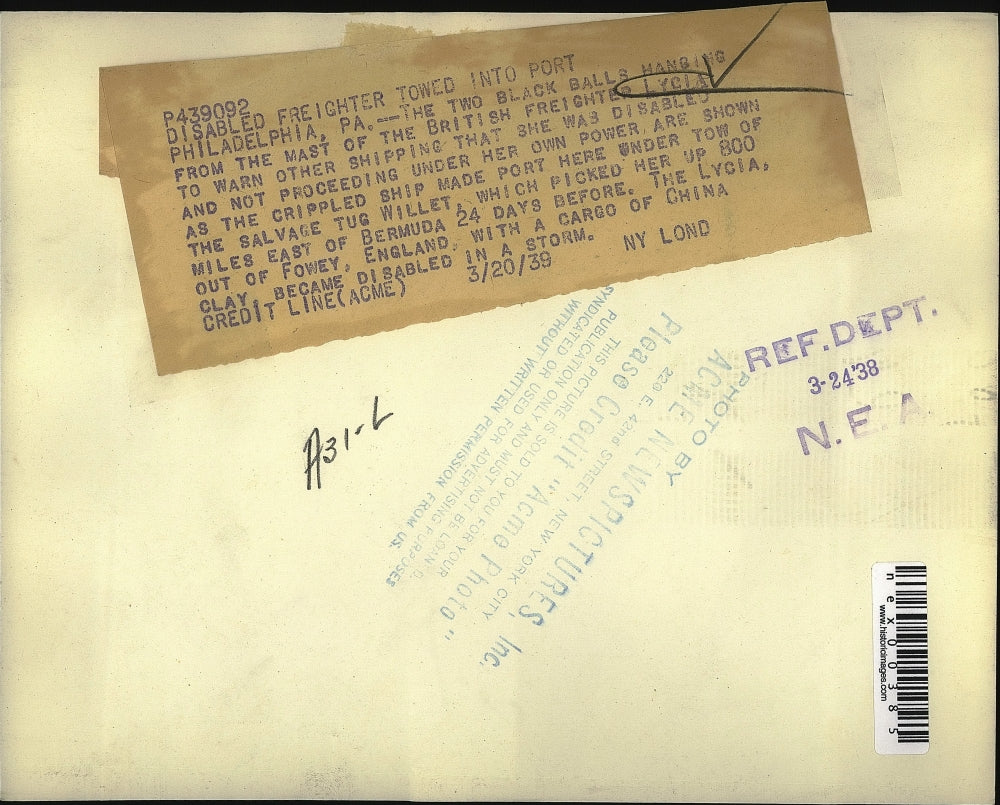 P439092
DISABLED FREIGHTER TOWED INTO PORT
PHILADELPHIA, PA.--THE TWO BLACK BALLS HANGING
FROM THE MAST OF THE BRITISH FREIGHTER LYCIA
TO WARN OTHER SHIPPING THAT SHE WAS DISABLED
AND NOT PROCEEDING UNDER HER OWN POWER, ARE SHOWN
AS THE CRIPPLED SHIP MADE PORT HERE UNDER TOW OF
THE SALVAGE TUG WILLET, WHICH PICKED HER UP 800
MILES EAST OF BERMUDA 24 DAYS BEFORE. THE LYCIA,
OUT OF FOWEY, ENGLAND, WITH A CARGO OF CHINA
CLAY, BECAME DISABLED IN A STORM. NY LOND
CREDIT LINE(ACME) 3/20/39
REF.DEPT.
3-24'38
N.E.A.
A31-L
PHOTO BY
ACME NEWSPICTURES, Inc.
220 E. 42nd STREET, NEW YORK CITY
Please Credit "Acme Photo"
THIS PICTURE IS SOLD TO YOU FOR YOUR
PUBLICATION ONLY AND MUST NOT BE LOANED,
SYNDICATED OR USED FOR ADVERTISING PURPOSES
WITHOUT WRITTEN PERMISSION FROM US.
nex00385
www.historicimages.com